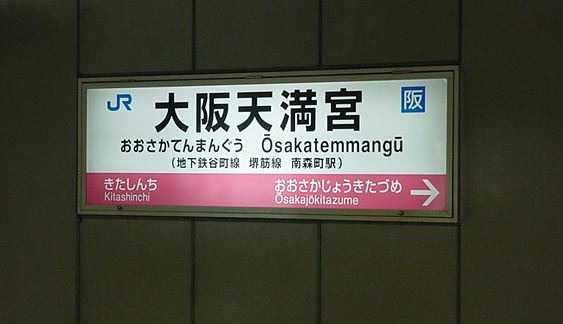 JR 大阪天満宮 阪
おおさかてんまんぐう Ōsakatemmangū
(地下鉄谷町線 堺筋線 南森町駅)
きたしんち おおさかじょうきたづめ
Kitashinchi Ōsakajōkitazume